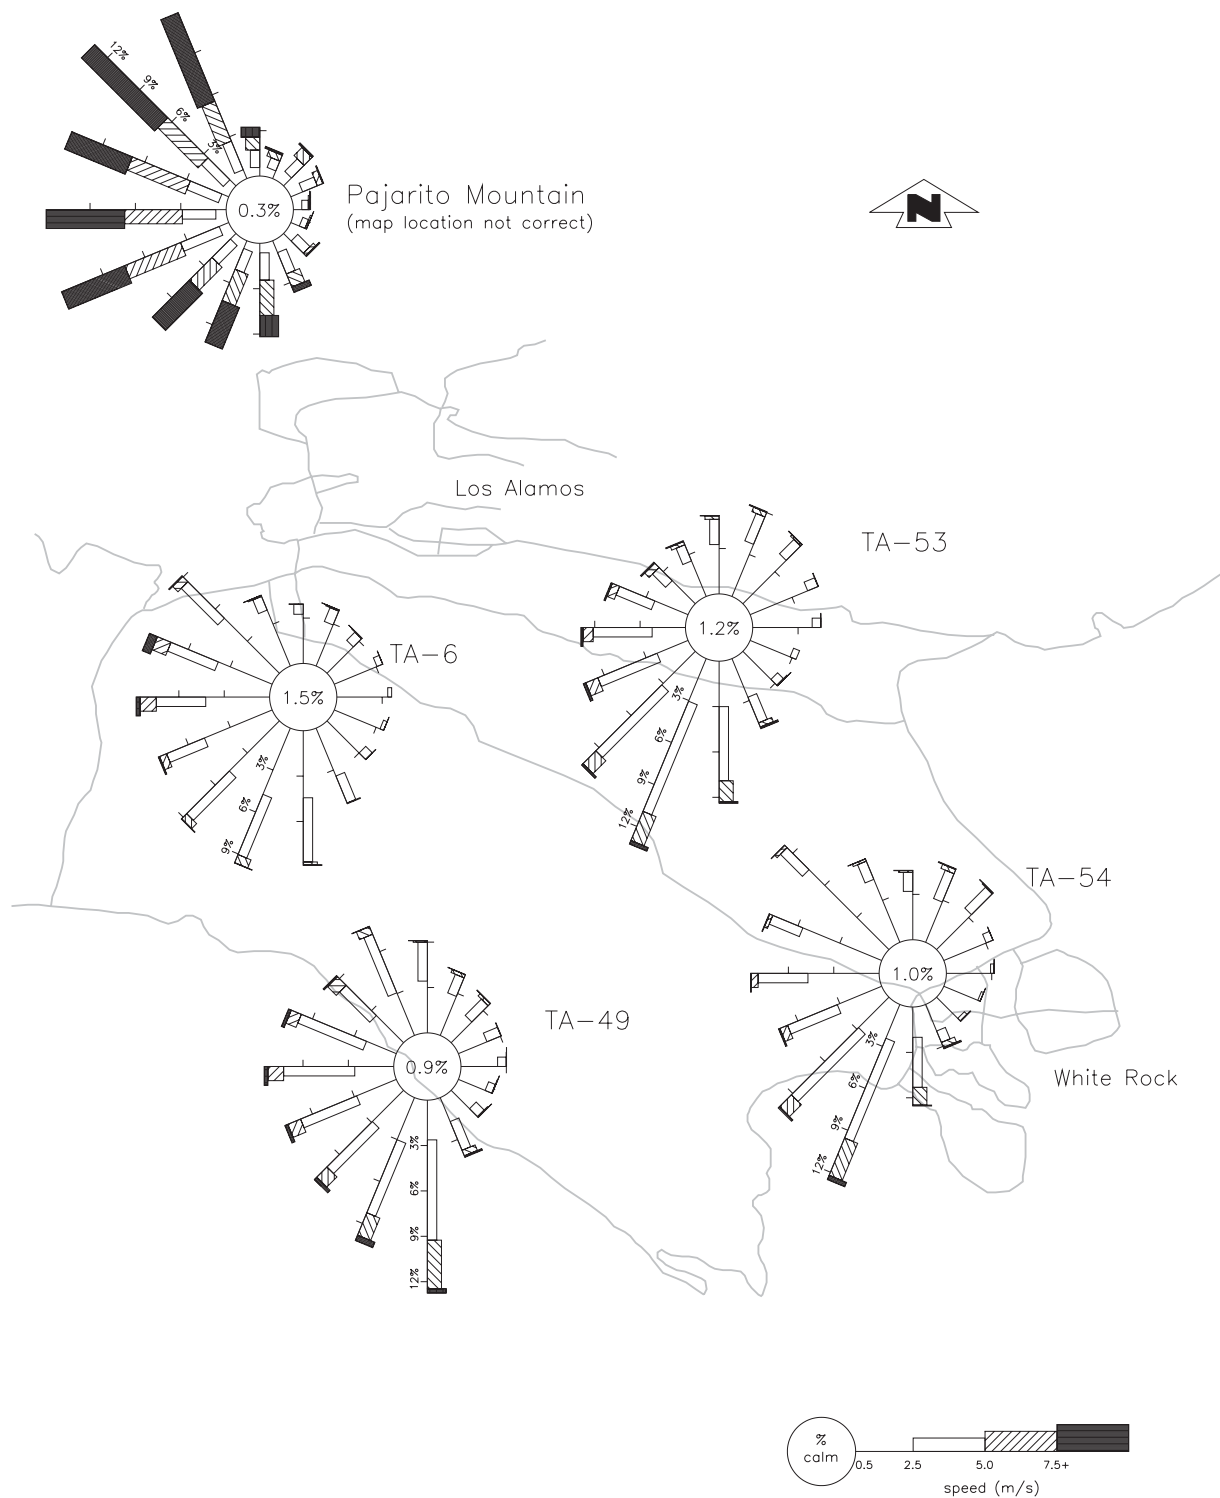 12%
9%
6%
3%
0.3%
Pajarito Mountain
(map location not correct)
N
Los Alamos
TA-53
1.2%
3%
6%
9%
12%
TA-6
1.5%
3%
6%
9%
TA-54
1.0%
3%
6%
9%
12%
TA-49
0.9%
3%
6%
9%
12%
White Rock
%
calm
0.5 2.5 5.0 7.5+
speed (m/s)